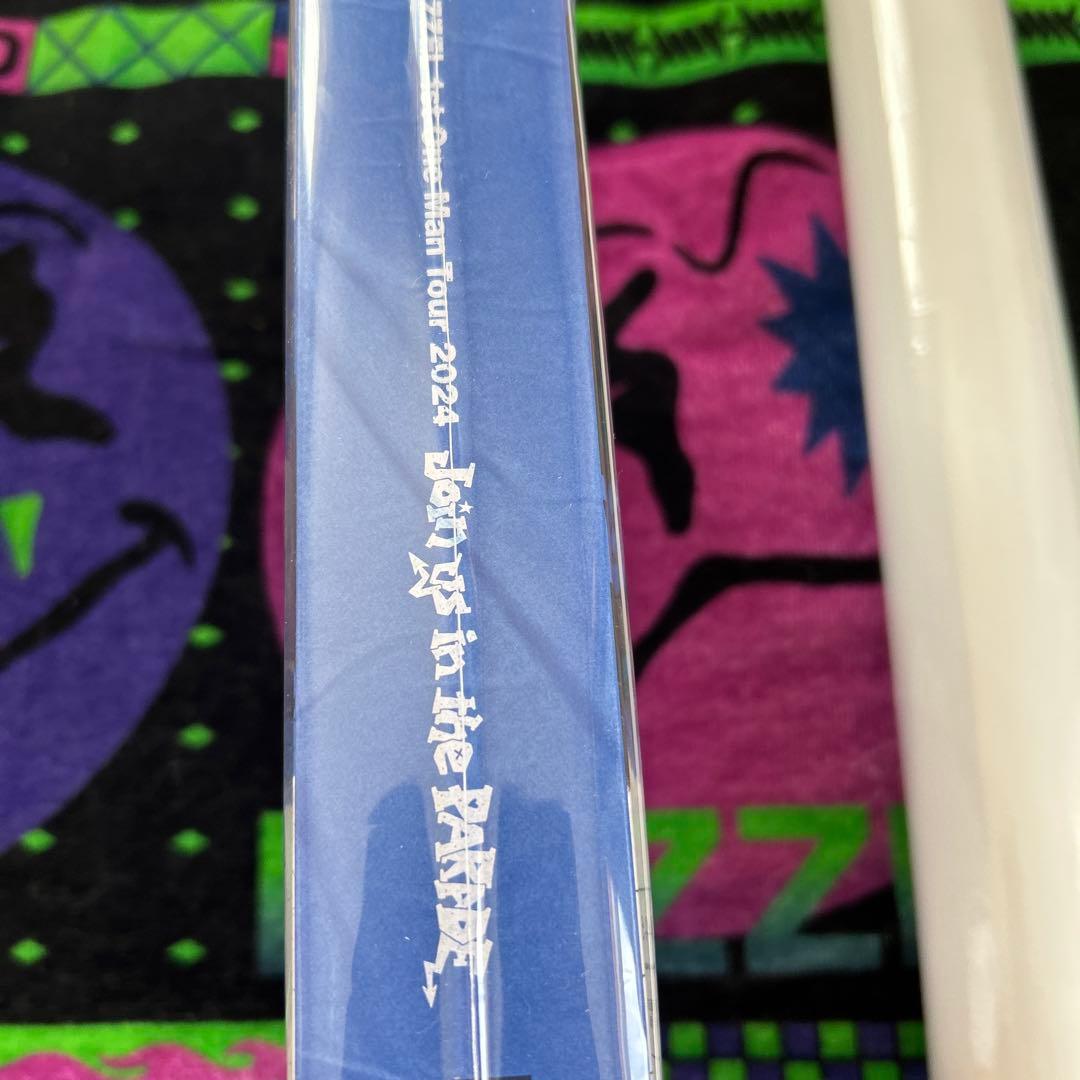 1st One Man Tour 2024 Join us in the PARADE
ZZ